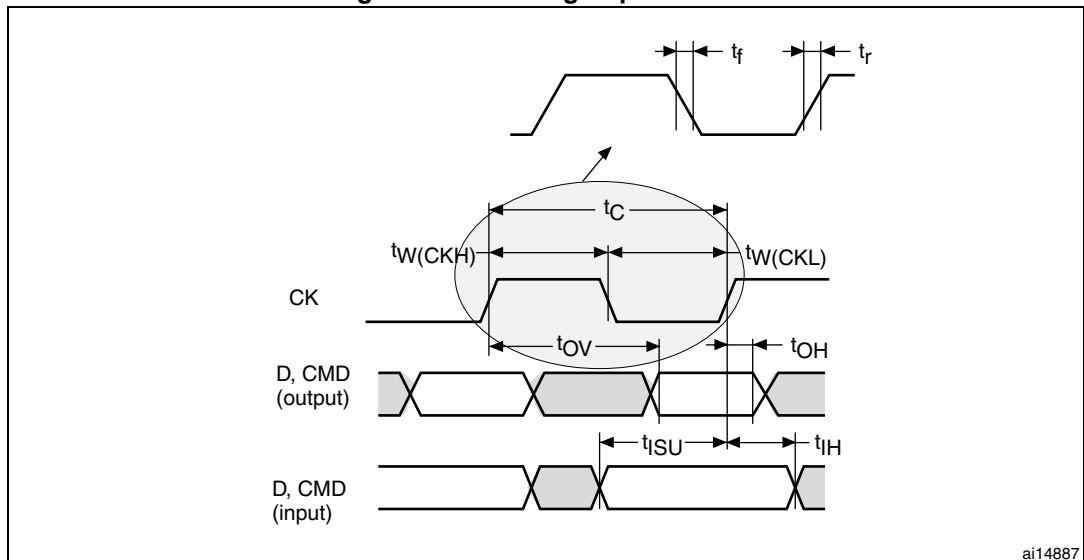 tf
tr
tC
tW(CKH)
tW(CKL)
CK
tOV
tOH
D, CMD
(output)
tISU
tIH
D, CMD
(input)
ai14887